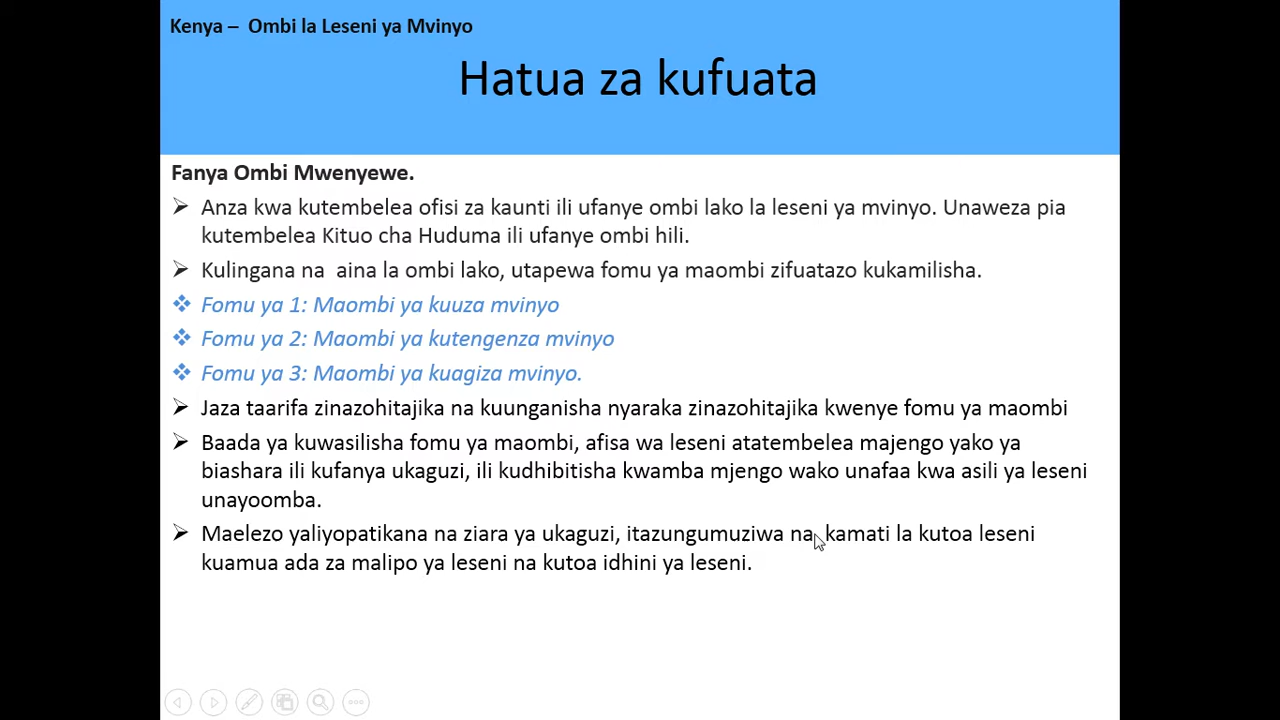 Kenya – Ombi la Leseni ya Mvinyo
Hatua za kufuata
Fanya Ombi Mwenyewe.
Anza kwa kutembelea ofisi za kaunti ili ufanye ombi lako la leseni ya mvinyo. Unaweza pia
kutembelea Kituo cha Huduma ili ufanye ombi hili.
Kulingana na aina la ombi lako, utapewa fomu ya maombi zifuatazo kukamilisha.
Fomu ya 1: Maombi ya kuuza mvinyo
Fomu ya 2: Maombi ya kutengenza mvinyo
Fomu ya 3: Maombi ya kuagiza mvinyo.
Jaza taarifa zinazohitajika na kuunganisha nyaraka zinazohitajika kwenye fomu ya maombi
Baada ya kuwasilisha fomu ya maombi, afisa wa leseni atatembelea majengo yako ya
biashara ili kufanya ukaguzi, ili kudhibitisha kwamba mjengo wako unafaa kwa asili ya leseni
unayoomba.
Maelezo yaliyopatikana na ziara ya ukaguzi, itazungumuziwa na kamati la kutoa leseni
kuamua ada za malipo ya leseni na kutoa idhini ya leseni.